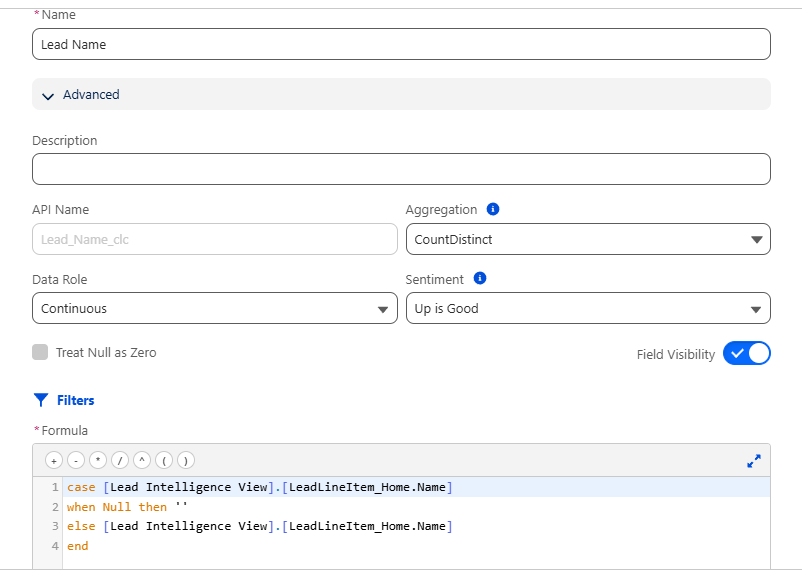 * Name
Lead Name
Advanced
Description
API Name
Aggregation
Lead_Name_clc
CountDistinct
Data Role
Sentiment
Continuous
Up is Good
Treat Null as Zero
Field Visibility
Filters
* Formula
+ - * / ^ ( )
1 case [Lead Intelligence View].[LeadLineItem_Home.Name]
2 when Null then ''
3 else [Lead Intelligence View].[LeadLineItem_Home.Name]
4 end